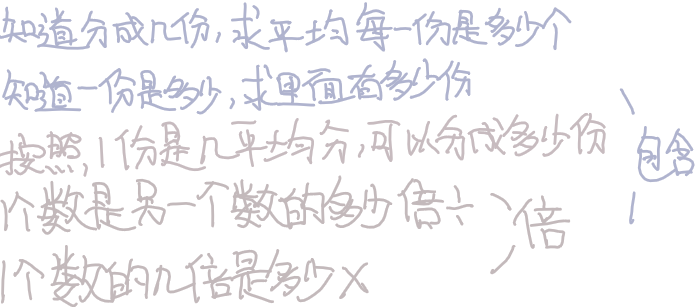 知道分成几份,求平均每一份是多少个
知道一份是多少,求里面有多少份
按照,1份是几平均分,可以分成多少份
包含
1个数是另一个数的多少倍÷
倍
1个数的几倍是多少×